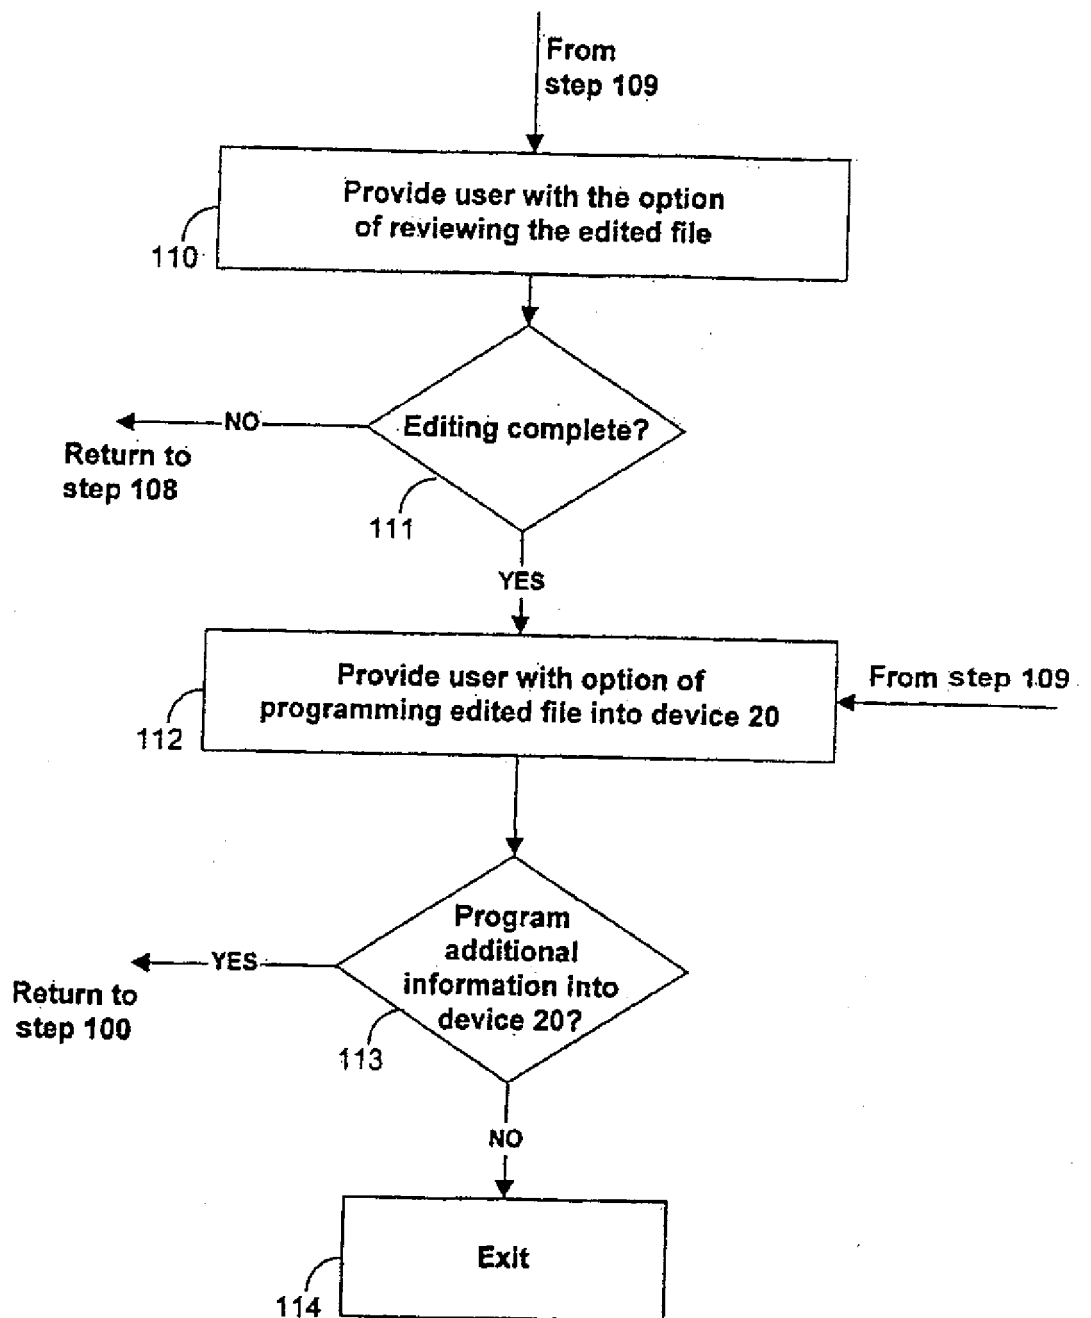 From
step 109
Provide user with the option
of reviewing the edited file
110
Editing complete?
NO
Return to
step 108
111
YES
Provide user with option of
programming edited file into device 20
From step 109
112
Program
additional
information into
device 20?
YES
Return to
step 100
113
NO
Exit
114